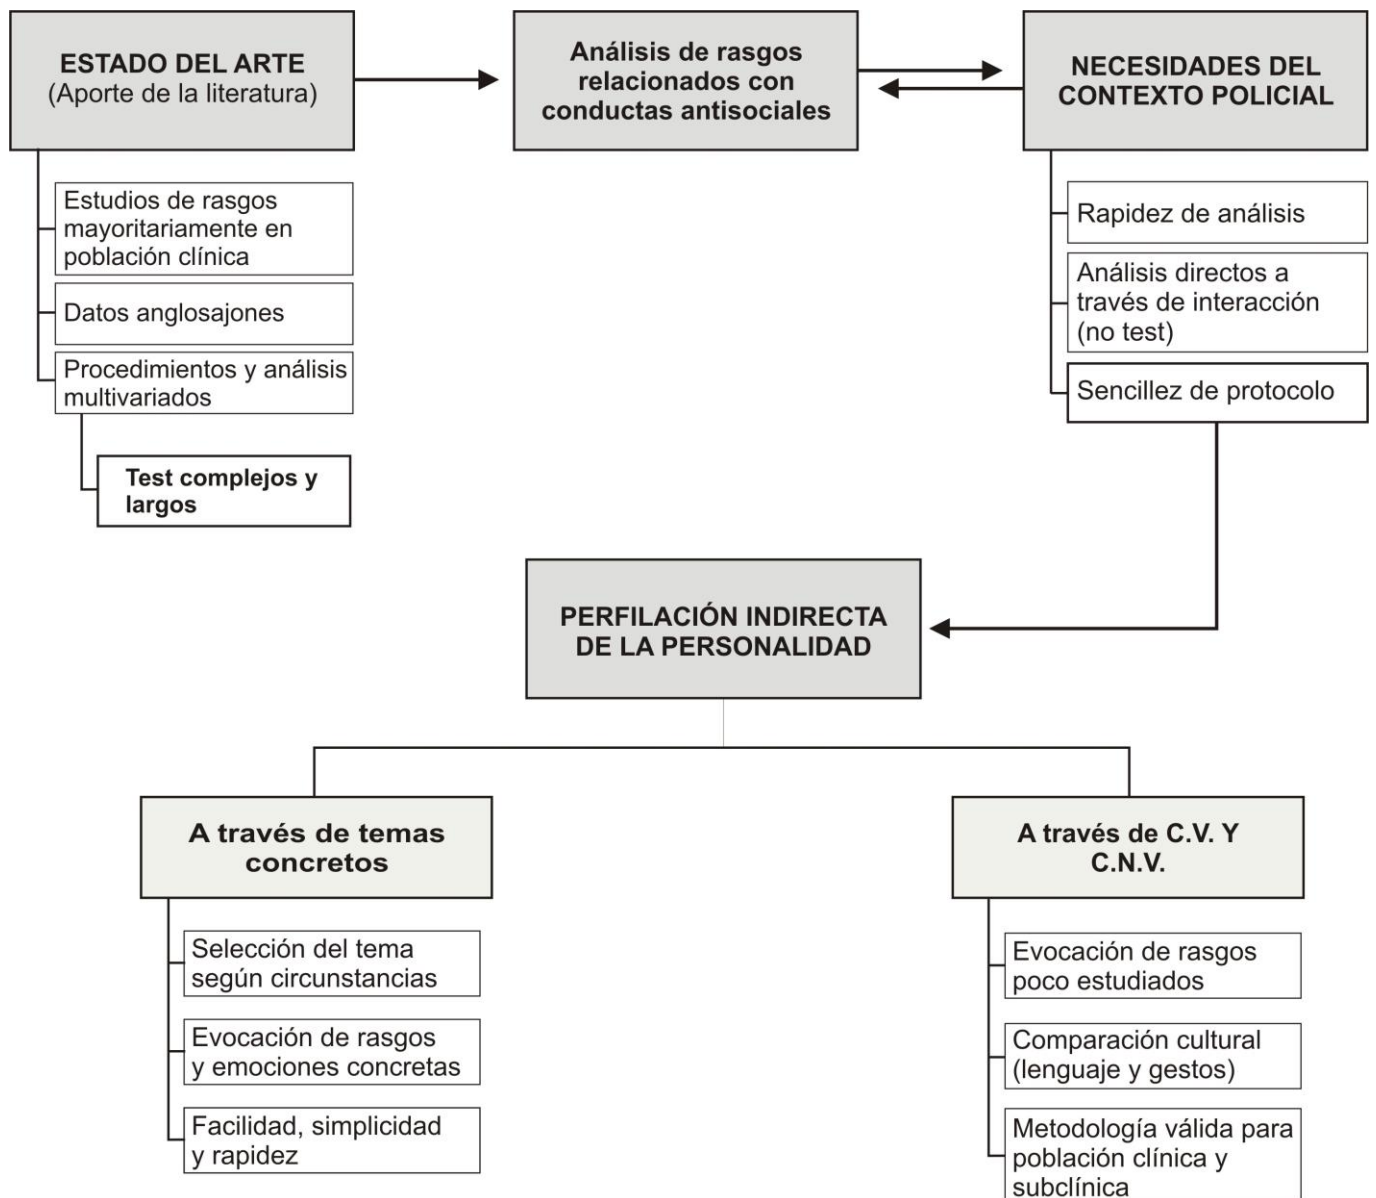 ESTADO DEL ARTE
(Aporte de la literatura)
Análisis de rasgos
relacionados con
conductas antisociales
NECESIDADES DEL
CONTEXTO POLICIAL
Estudios de rasgos
mayoritariamente en
población clínica
Datos anglosajones
Procedimientos y análisis
multivariados
Test complejos y
largos
Rapidez de análisis
Análisis directos a
través de interacción
(no test)
Sencillez de protocolo
PERFILACIÓN INDIRECTA
DE LA PERSONALIDAD
A través de temas
concretos
Selección del tema
según circunstancias
Evocación de rasgos
y emociones concretas
Facilidad, simplicidad
y rapidez
A través de C.V. Y
C.N.V.
Evocación de rasgos
poco estudiados
Comparación cultural
(lenguaje y gestos)
Metodología válida para
población clínica y
subclínica